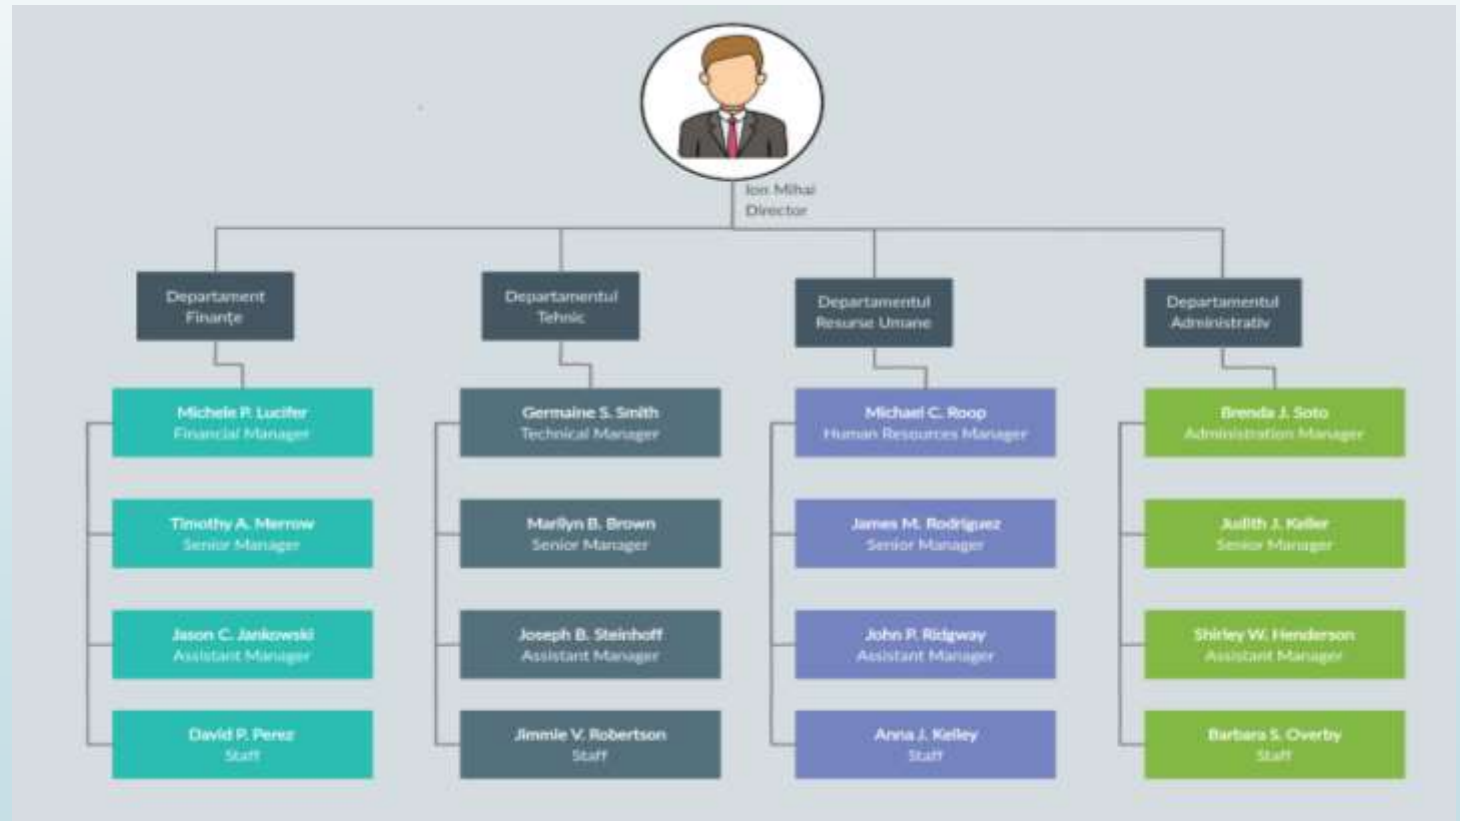 Ion Mihai
Director
Departament
Finanțe
Departamentul
Tehnic
Departamentul
Resurse Umane
Departamentul
Administrativ
Michele P. Lucifer
Financial Manager
Germaine S. Smith
Technical Manager
Michael C. Roop
Human Resources Manager
Brenda J. Soto
Administration Manager
Timothy A. Merrow
Senior Manager
Marilyn B. Brown
Senior Manager
James M. Rodriguez
Senior Manager
Judith J. Keller
Senior Manager
Jason C. Jankowski
Assistant Manager
Joseph B. Steinhoff
Assistant Manager
John P. Ridgway
Assistant Manager
Shirley W. Henderson
Assistant Manager
David P. Perez
Staff
Jimmie V. Robertson
Staff
Anna J. Kelley
Staff
Barbara S. Overby
Staff